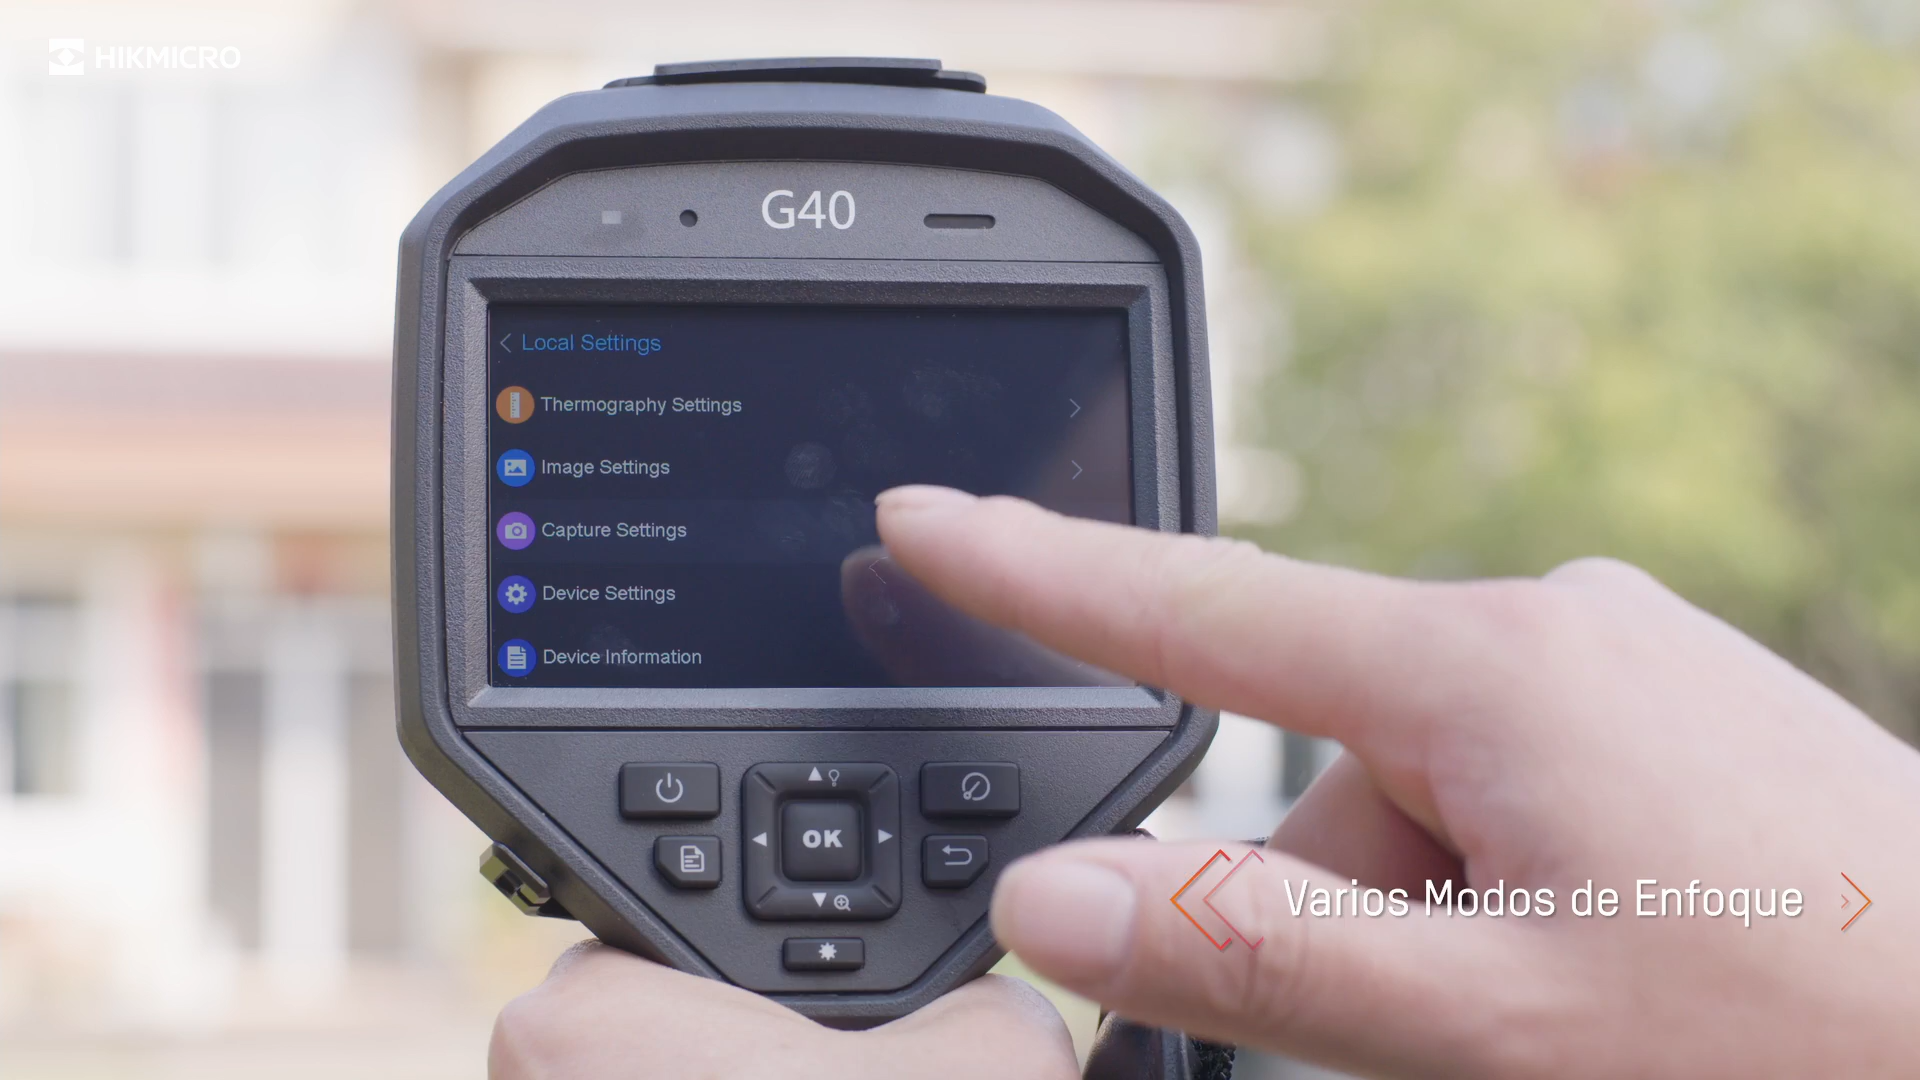 HIKMICRO
G40
Local Settings
Thermography Settings
Image Settings
Capture Settings
Device Settings
Device Information
OK
Varios Modos de Enfoque